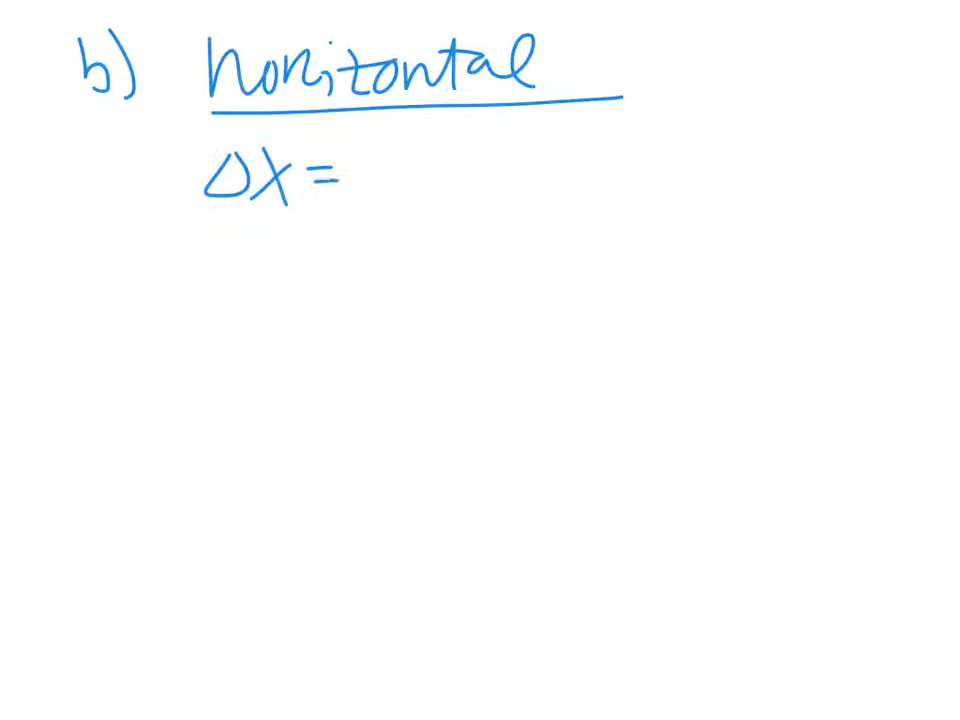 b) horizontal
Δx =